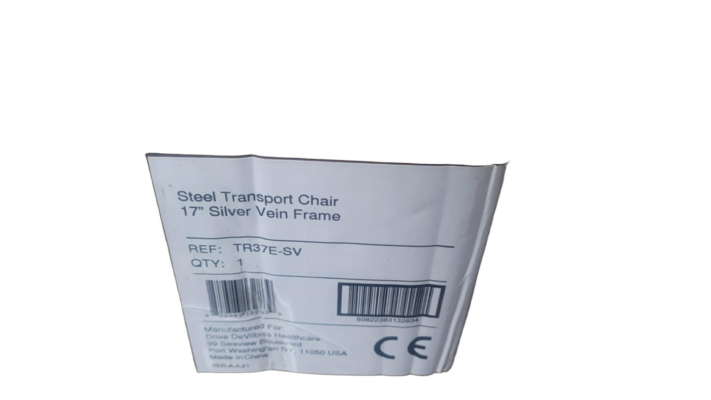 Steel Transport Chair
17" Silver Vein Frame
REF: TR37E-SV
QTY: 1
Manufactured For:
Drive DeVilbiss Healthcare
99 Seaview Boulevard
Port Washington NY, 11050 USA
Made in China
CE